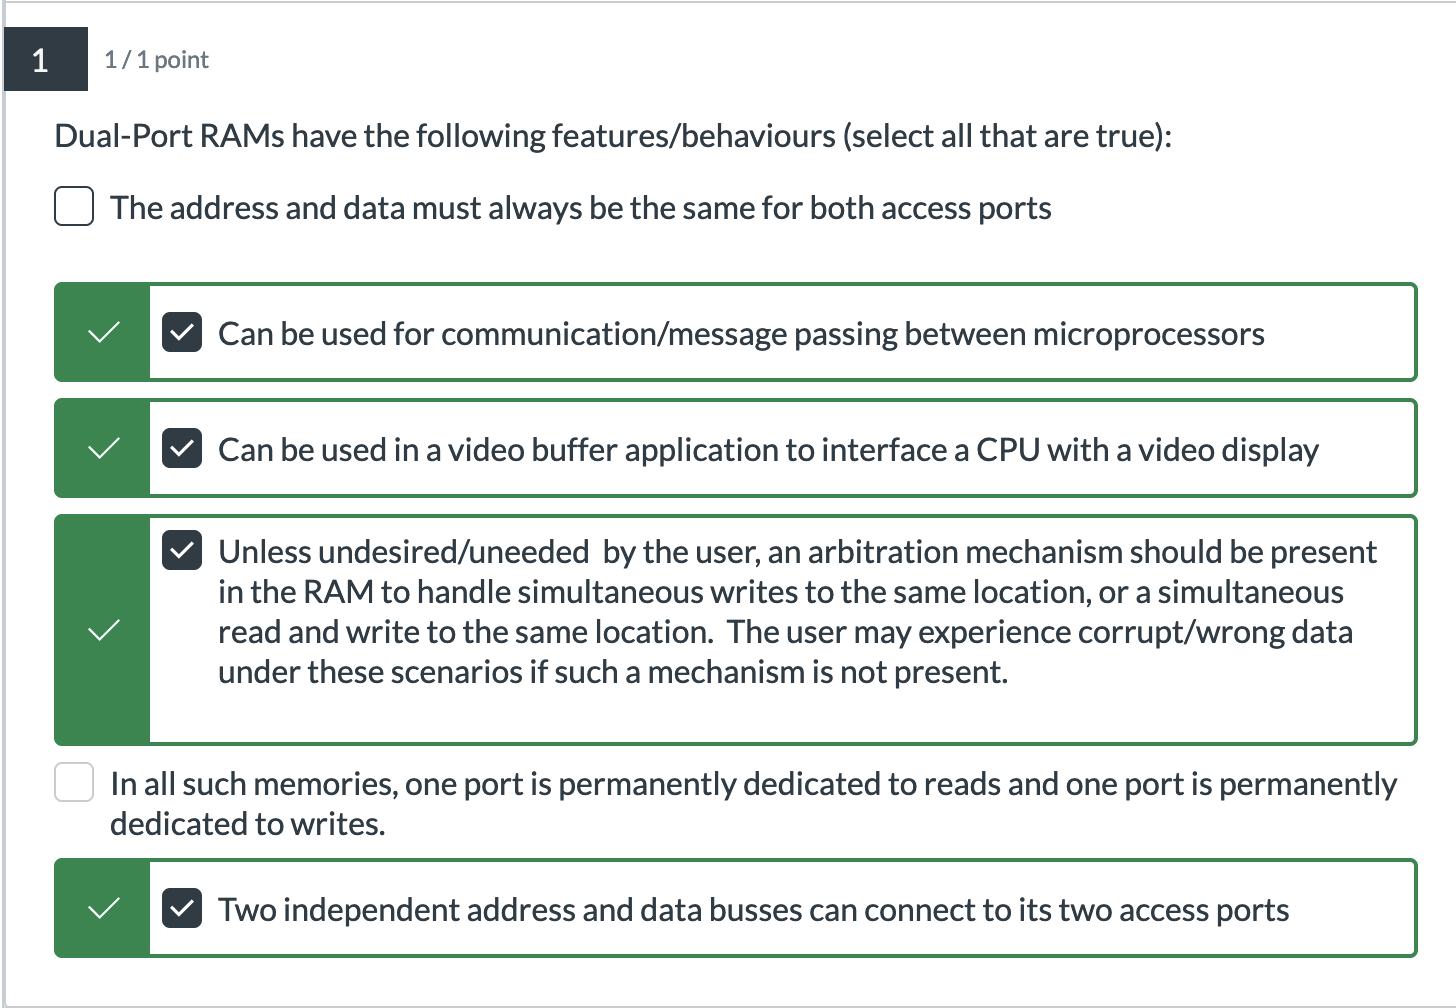 1
1 / 1 point
Dual-Port RAMs have the following features/behaviours (select all that are true):
The address and data must always be the same for both access ports
Can be used for communication/message passing between microprocessors
Can be used in a video buffer application to interface a CPU with a video display
Unless undesired/uneeded  by the user, an arbitration mechanism should be present
in the RAM to handle simultaneous writes to the same location, or a simultaneous
read and write to the same location.  The user may experience corrupt/wrong data
under these scenarios if such a mechanism is not present.
In all such memories, one port is permanently dedicated to reads and one port is permanently
dedicated to writes.
Two independent address and data busses can connect to its two access ports